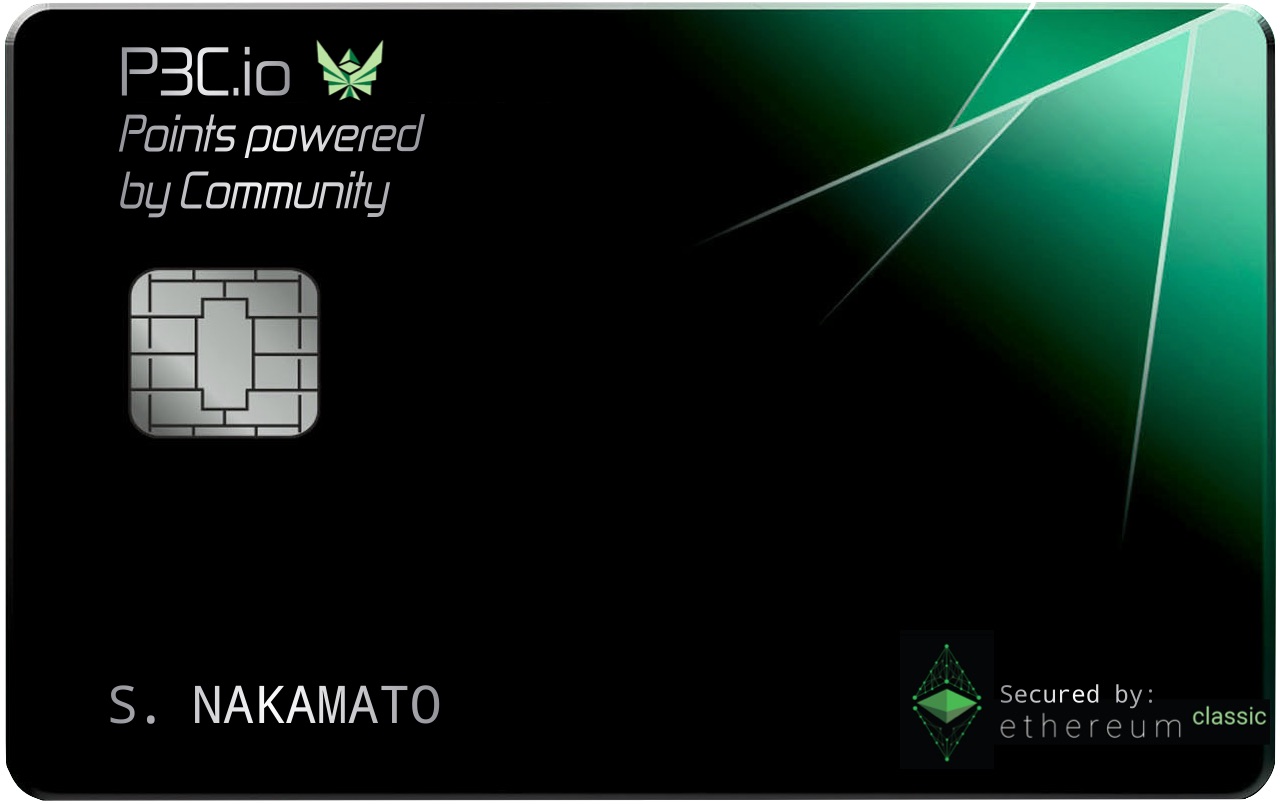 P3C.io
Points powered
by Community
S. NAKAMATO
Secured by:
ethereum classic